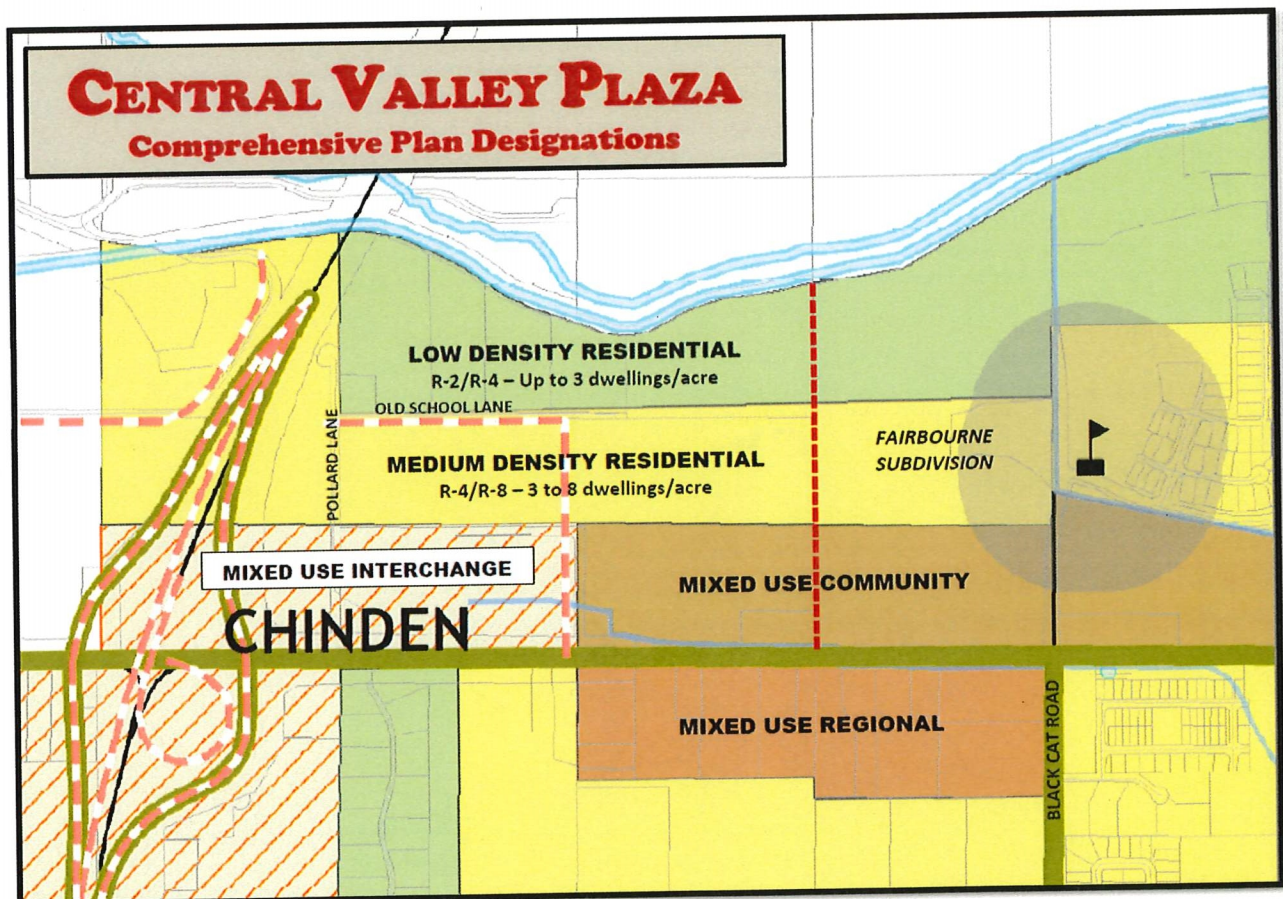 CENTRAL VALLEY PLAZA
Comprehensive Plan Designations
LOW DENSITY RESIDENTIAL
R-2/R-4 – Up to 3 dwellings/acre
OLD SCHOOL LANE
POLLARD LANE
MEDIUM DENSITY RESIDENTIAL
R-4/R-8 – 3 to 8 dwellings/acre
FAIRBOURNE
SUBDIVISION
MIXED USE INTERCHANGE
MIXED USE COMMUNITY
CHINDEN
MIXED USE REGIONAL
BLACK CAT ROAD